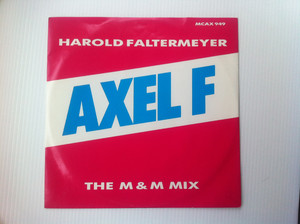 MCAX 949
HAROLD FALTERMEYER
AXEL F
THE M & M MIX